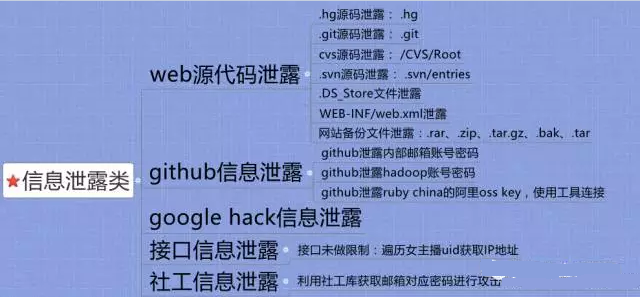 .hg源码泄露： .hg
.git源码泄露： .git
cvs源码泄露： /CVS/Root
.svn源码泄露： .svn/entries
.DS_Store文件泄露
WEB-INF/web.xml泄露
网站备份文件泄露：.rar、.zip、.tar.gz、.bak、.tar
web源代码泄露
github泄露内部邮箱账号密码
github泄露hadoop账号密码
github泄露ruby china的阿里oss key，使用工具连接
github信息泄露
★信息泄露类
google hack信息泄露
接口信息泄露
接口未做限制：遍历女主播uid获取IP地址
社工信息泄露
利用社工库获取邮箱对应密码进行攻击